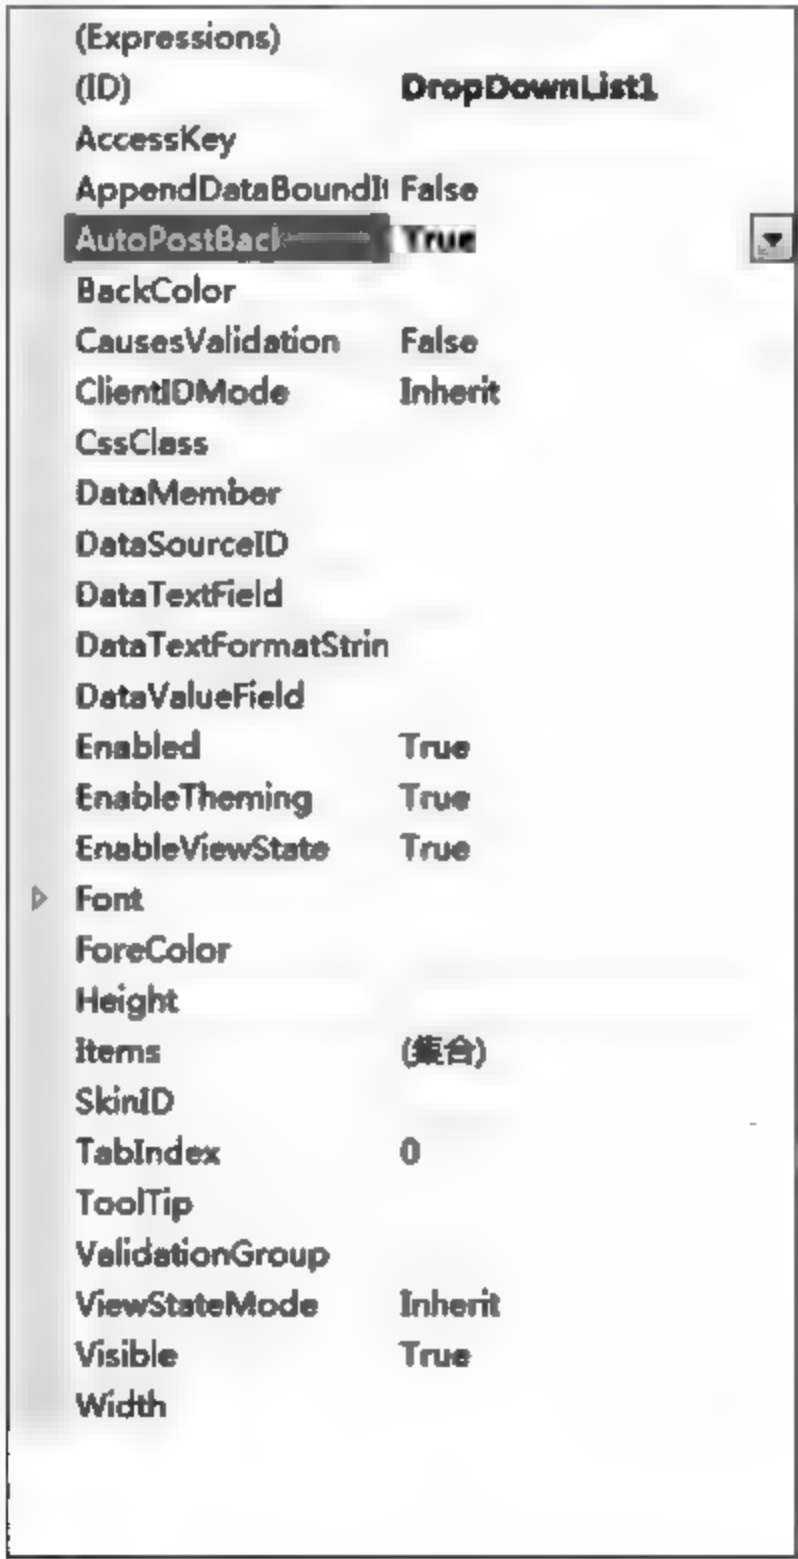 (Expressions)
(ID) DropDownList1
AccessKey
AppendDataBoundIt False
AutoPostBack True
BackColor
CausesValidation False
ClientIDMode Inherit
CssClass
DataMember
DataSourceID
DataTextField
DataTextFormatStrin
DataValueField
Enabled True
EnableTheming True
EnableViewState True
Font
ForeColor
Height
Items (集合)
SkinID
TabIndex 0
ToolTip
ValidationGroup
ViewStateMode Inherit
Visible True
Width